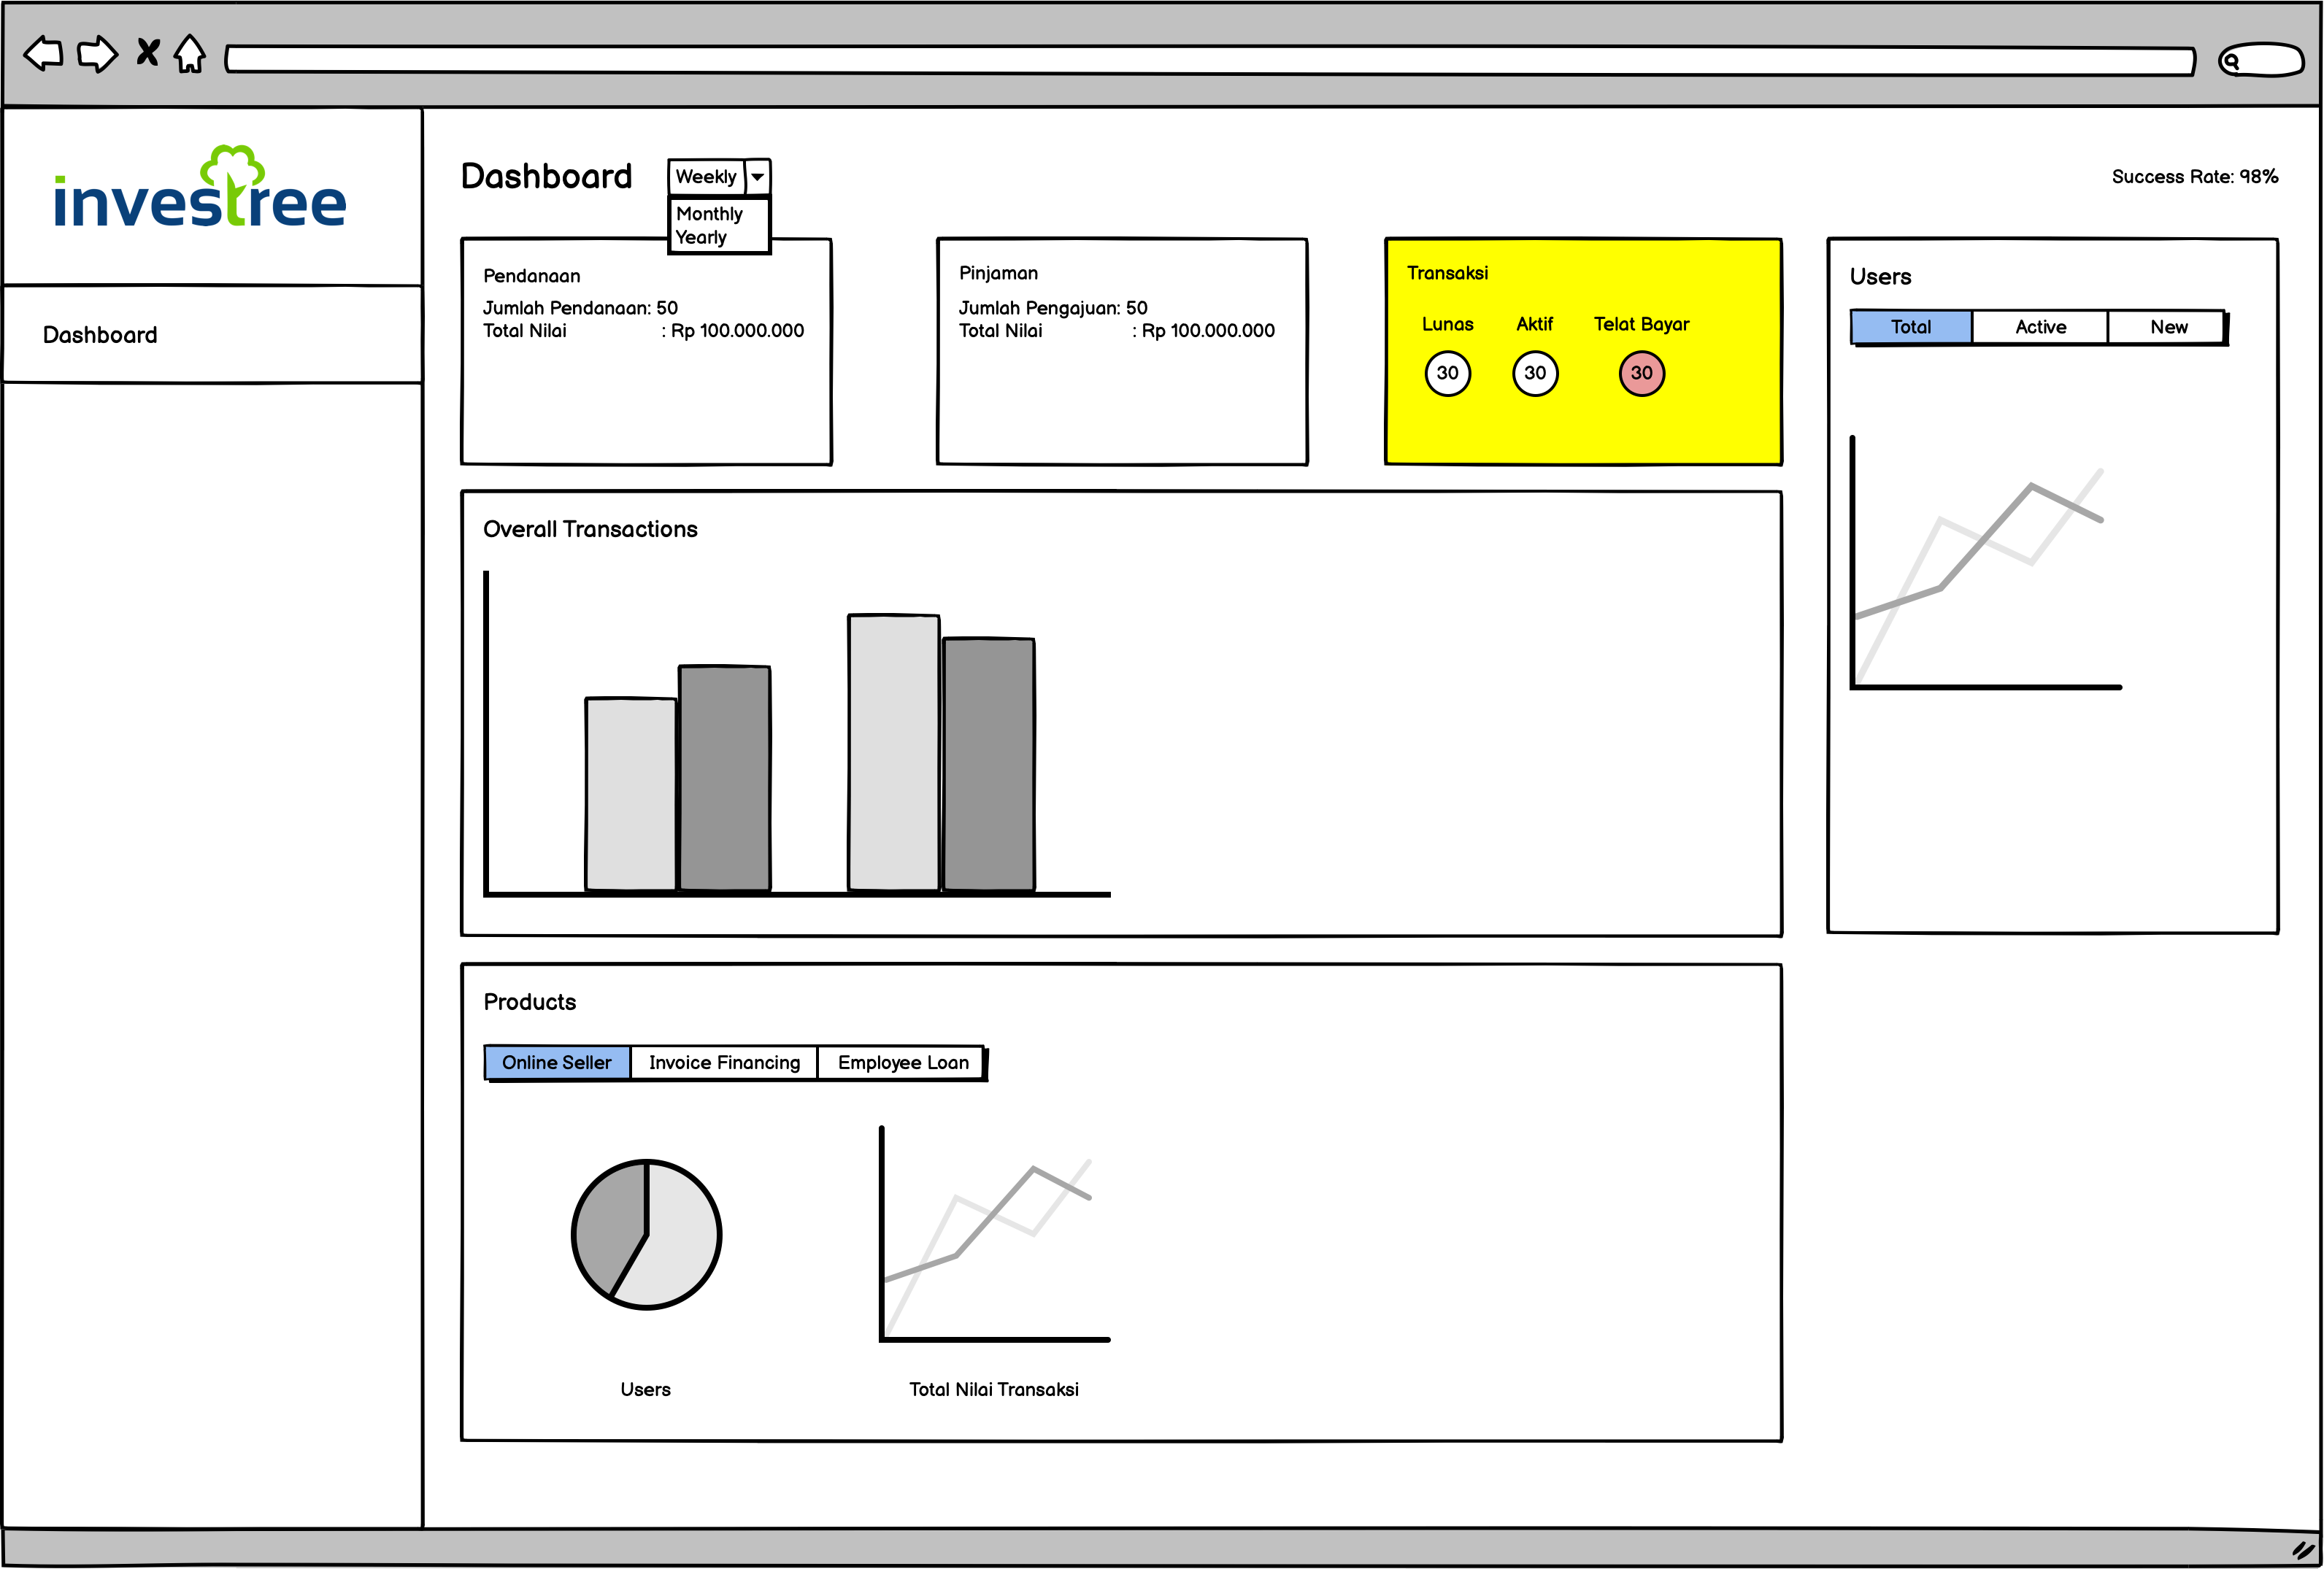 investree
Dashboard
Dashboard
Weekly
Monthly
Yearly
Success Rate: 98%
Pendanaan
Jumlah Pendanaan: 50
Total Nilai : Rp 100.000.000
Pinjaman
Jumlah Pengajuan: 50
Total Nilai : Rp 100.000.000
Transaksi
Lunas Aktif Telat Bayar
30 30 30
Users
Total Active New
Overall Transactions
Products
Online Seller Invoice Financing Employee Loan
Users
Total Nilai Transaksi